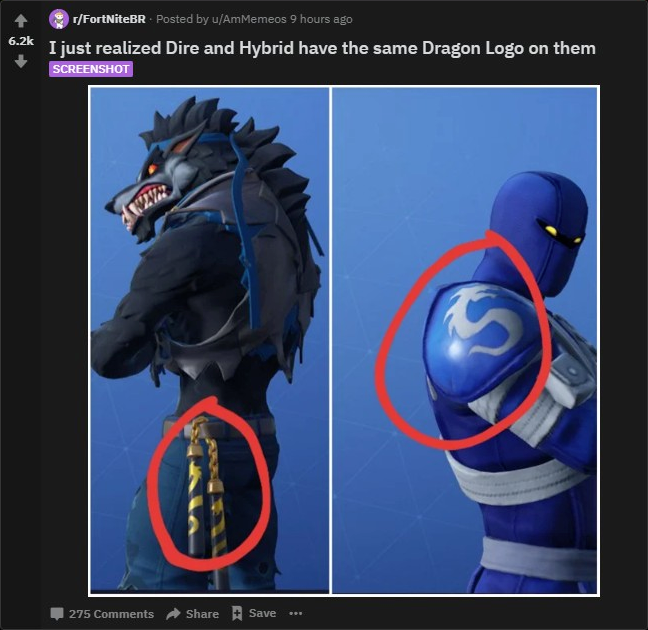 r/FortNiteBR · Posted by u/AmMemeos 9 hours ago
6.2k
I just realized Dire and Hybrid have the same Dragon Logo on them
SCREENSHOT
275 Comments Share Save